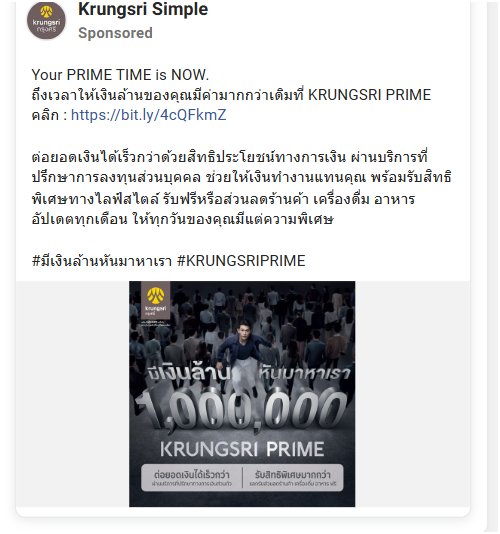 krungsri
กรุงศรี
Krungsri Simple
Sponsored
Your PRIME TIME is NOW.
ถึงเวลาให้เงินล้านของคุณมีค่ามากกว่าเดิมที่ KRUNGSRI PRIME
คลิก : https://bit.ly/4cQFkmZ
ต่อยอดเงินได้เร็วกว่าด้วยสิทธิประโยชน์ทางการเงิน ผ่านบริการที่
ปรึกษาการลงทุนส่วนบุคคล ช่วยให้เงินทำงานแทนคุณ พร้อมรับสิทธิ
พิเศษทางไลฟ์สไตล์ รับฟรีหรือส่วนลดร้านค้า เครื่องดื่ม อาหาร
อัปเดตทุกเดือน ให้ทุกวันของคุณมีแต่ความพิเศษ
#มีเงินล้านหันมาหาเรา #KRUNGSRIPRIME
krungsri
กรุงศรี
มีเงินล้าน หันมาหาเรา
1,000,000
KRUNGSRI PRIME
ต่อยอดเงินได้เร็วกว่า
รับสิทธิพิเศษมากกว่า